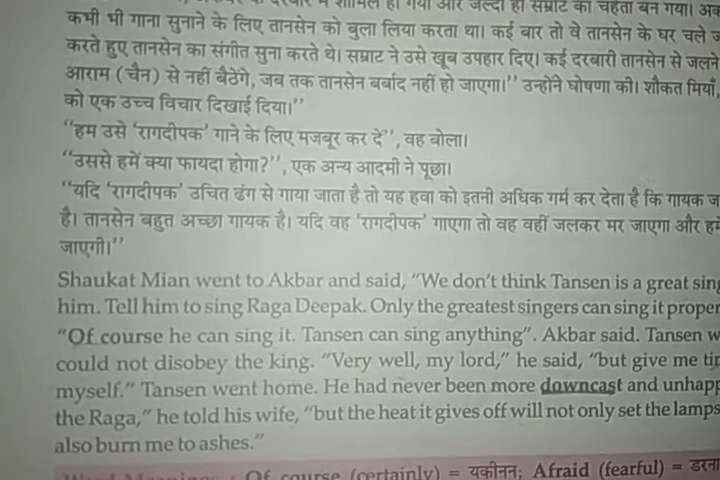 के दरबार में शामिल हो गया और जल्दी ही सम्राट का चहेता बन गया।
कभी भी गाना सुनाने के लिए तानसेन को बुला लिया करता था। कई बार तो वे तानसेन के घर चले
करते हुए तानसेन का संगीत सुना करते थे। सम्राट ने उसे खूब उपहार दिए। कई दरबारी तानसेन से जलने
आराम (चैन) से नहीं बैठेंगे, जब तक तानसेन बर्बाद नहीं हो जाएगा।’’ उन्होंने घोषणा की। शौकत मियाँ,
को एक उच्च विचार दिखाई दिया।’’
‘‘हम उसे ‘रागदीपक’ गाने के लिए मजबूर कर दें’’, वह बोला।
‘‘उससे हमें क्या फायदा होगा?’’, एक अन्य आदमी ने पूछा।
‘‘यदि ‘रागदीपक’ उचित ढंग से गाया जाता है तो यह हवा को इतनी अधिक गर्म कर देता है कि गायक
है। तानसेन बहुत अच्छा गायक है। यदि वह ‘रागदीपक’ गाएगा तो वह वहीं जलकर मर जाएगा और
जाएगी।’’
Shaukat Mian went to Akbar and said, “We don’t think Tansen is a great
him. Tell him to sing Raga Deepak. Only the greatest singers can sing it
“Of course he can sing it. Tansen can sing anything”. Akbar said. Tansen
could not disobey the king. “Very well, my lord,” he said, “but give me
myself.” Tansen went home. He had never been more downcast and
the Raga,” he told his wife, “but the heat it gives off will not only set the lamps
also burn me to ashes.”
Word Meanings : Of course (certainly) = यकीनन; Afraid (fearful) = डरना